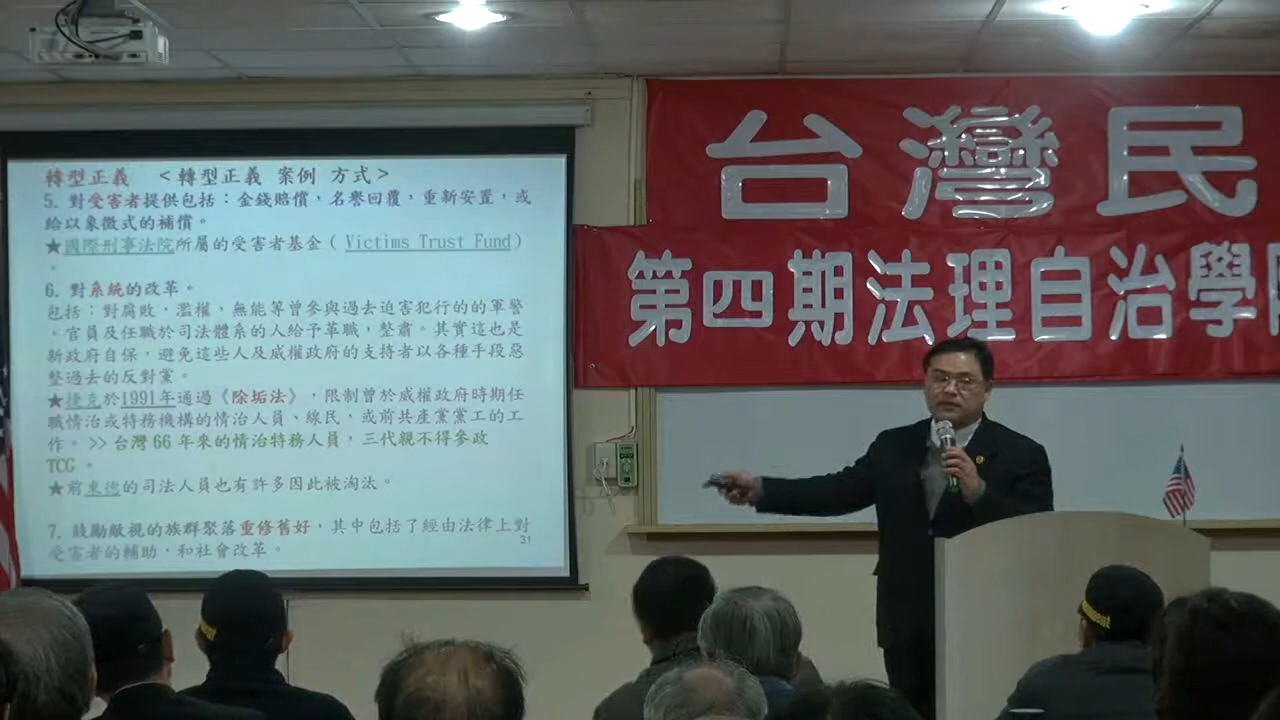 轉型正義 ＜轉型正義 案例 方式＞
5. 對受害者提供包括：金錢賠償，名譽回覆，重新安置，或
給以象徵式的補償。
★國際刑事法院所屬的受害者基金（ Victims Trust Fund）
。
6. 對系統的改革。
包括：對腐敗，濫權，無能等曾參與過去迫害犯行的的軍警
。官員及任職於司法體系的人給予革職，整肅。其實這也是
新政府自保，避免這些人及威權政府的支持者以各種手段惡
整過去的反對黨。
★捷克於1991年通過《除垢法》，限制曾於威權政府時期任
職情治或特務機構的情治人員、線民，或前共產黨黨工的工
作。 >> 台灣 66 年來的情治特務人員，三代親不得參政
TCG 。
★前東德的司法人員也有許多因此被淘汰。
7. 鼓勵敵視的族群聚落重修舊好，其中包括了經由法律上對
受害者的輔助，和社會改革。
31
台灣民
第四期法理自治學